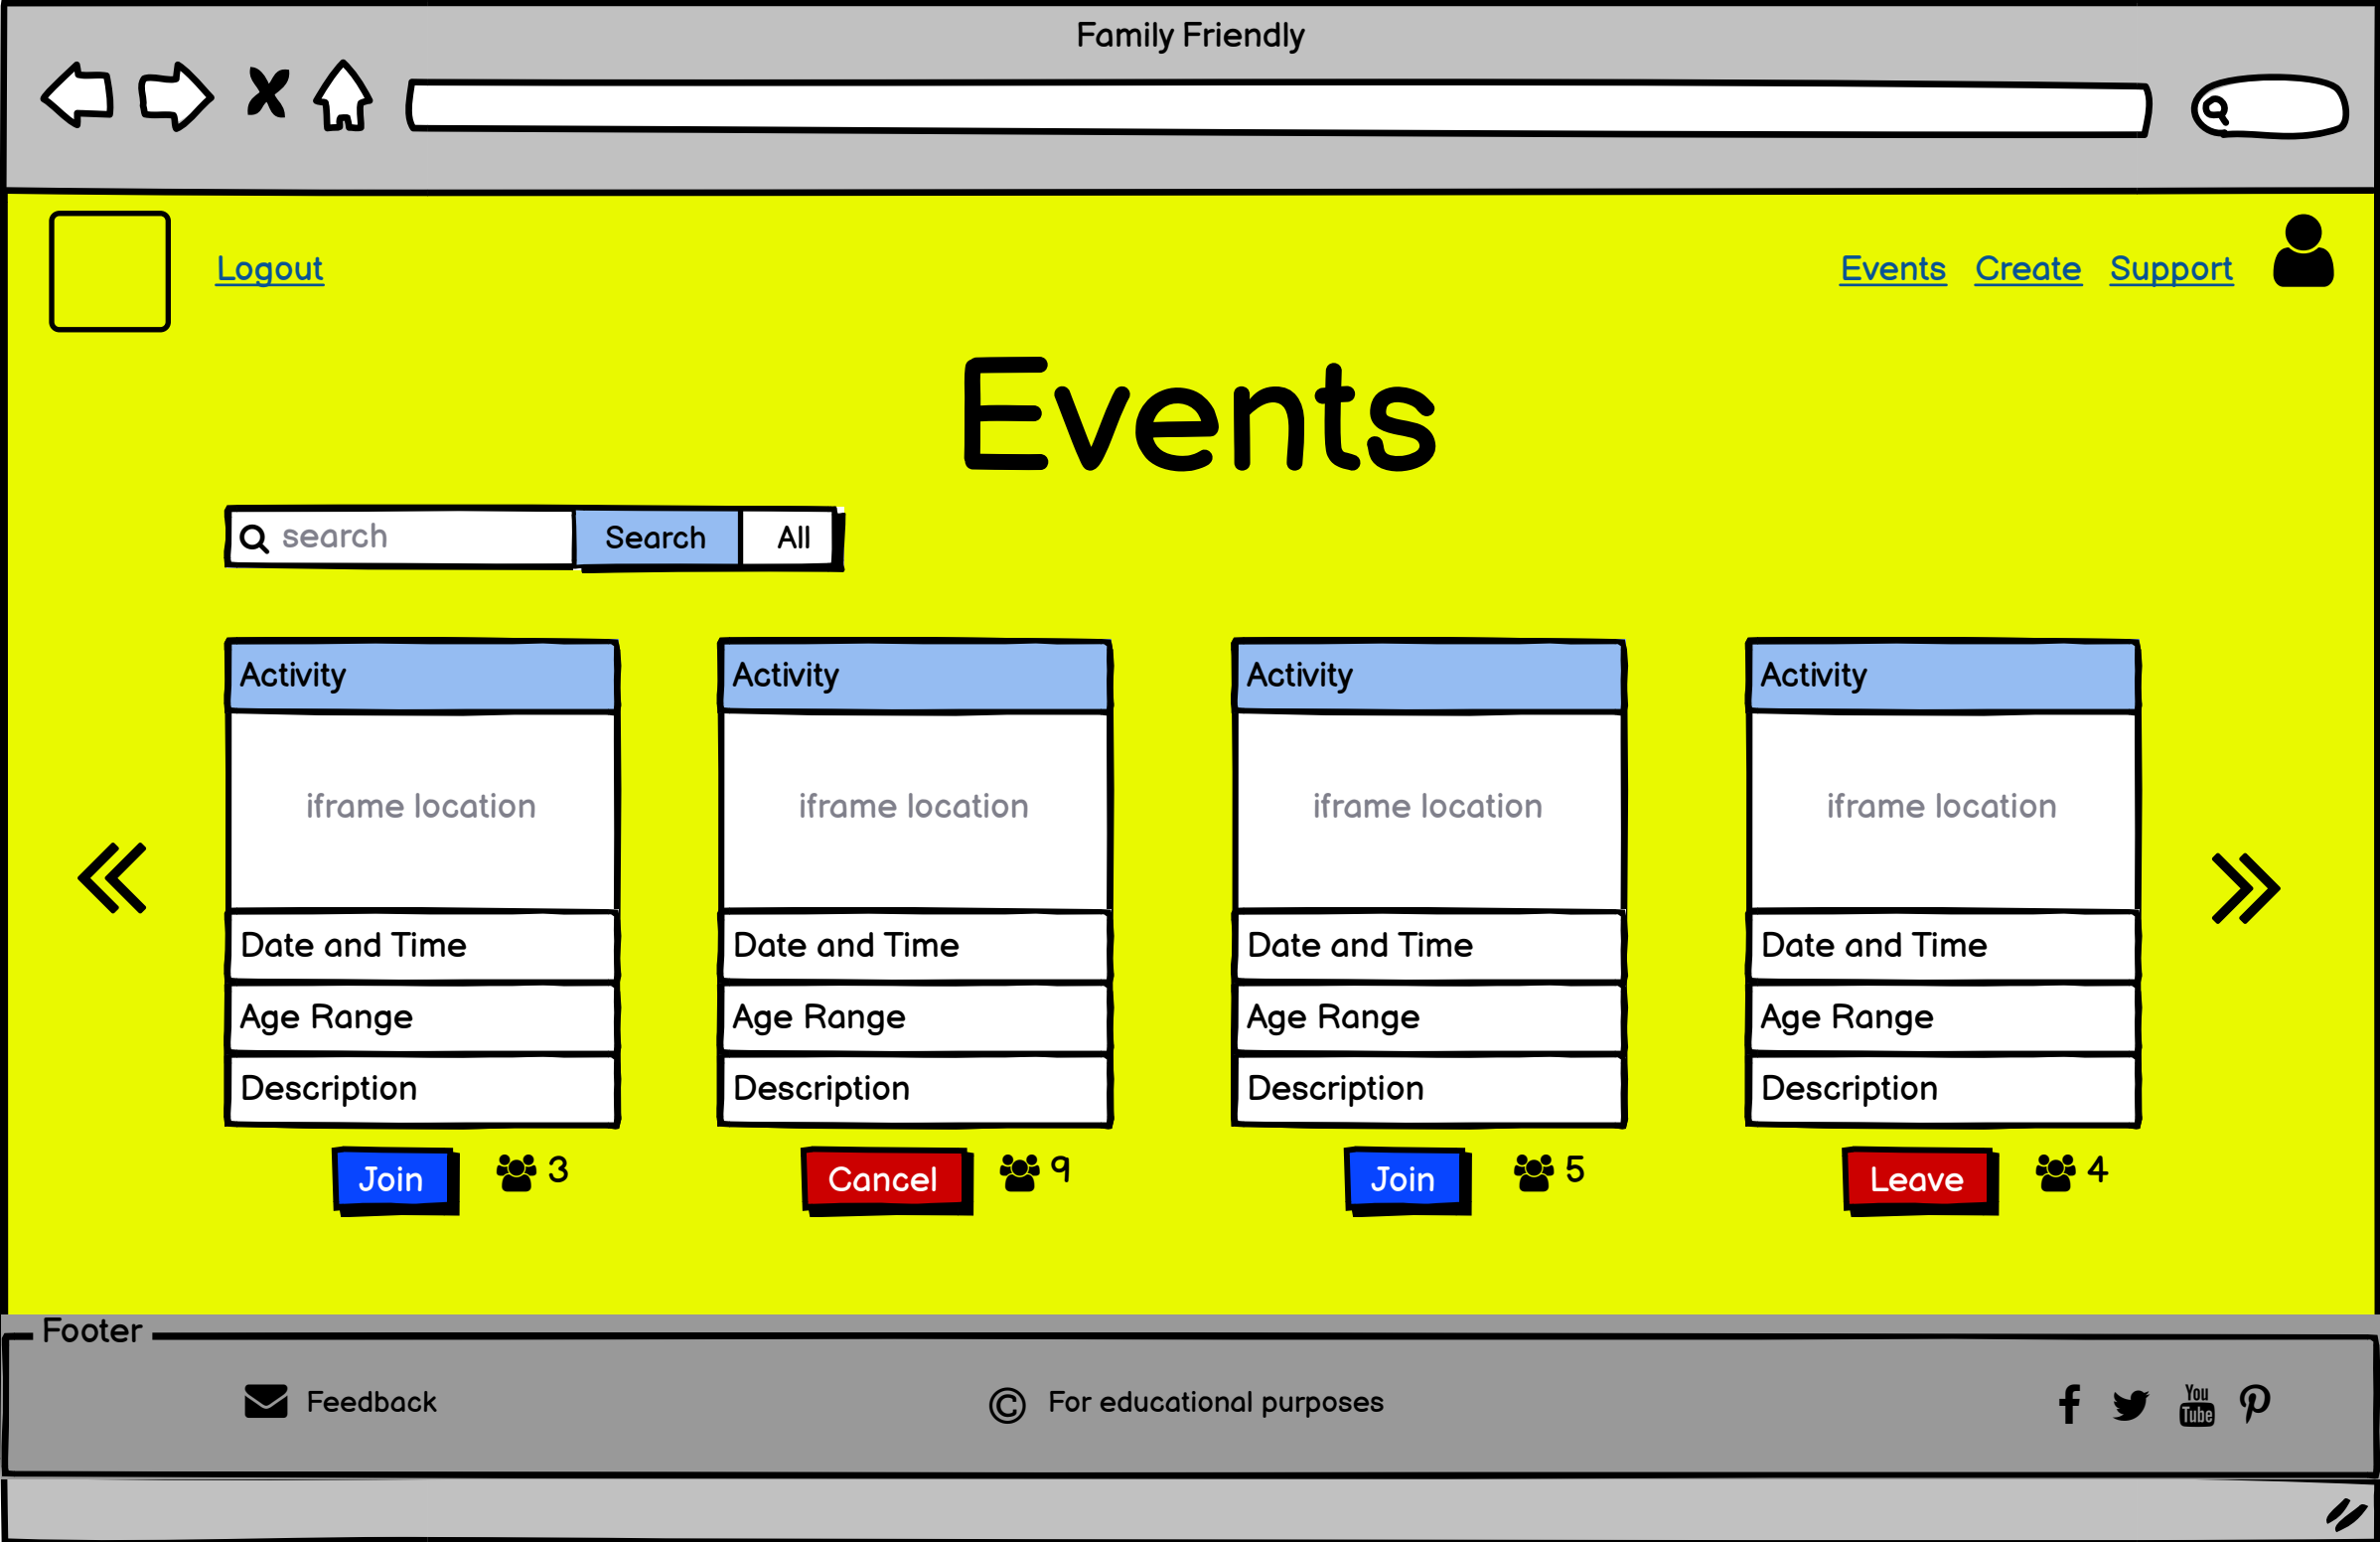 Family Friendly
Logout
Events Create Support
Events
search Search All
Activity Activity Activity Activity
iframe location iframe location iframe location iframe location
Date and Time Date and Time Date and Time Date and Time
Age Range Age Range Age Range Age Range
Description Description Description Description
Join 3 Cancel 9 Join 5 Leave 4
Footer
Feedback © For educational purposes You Tube